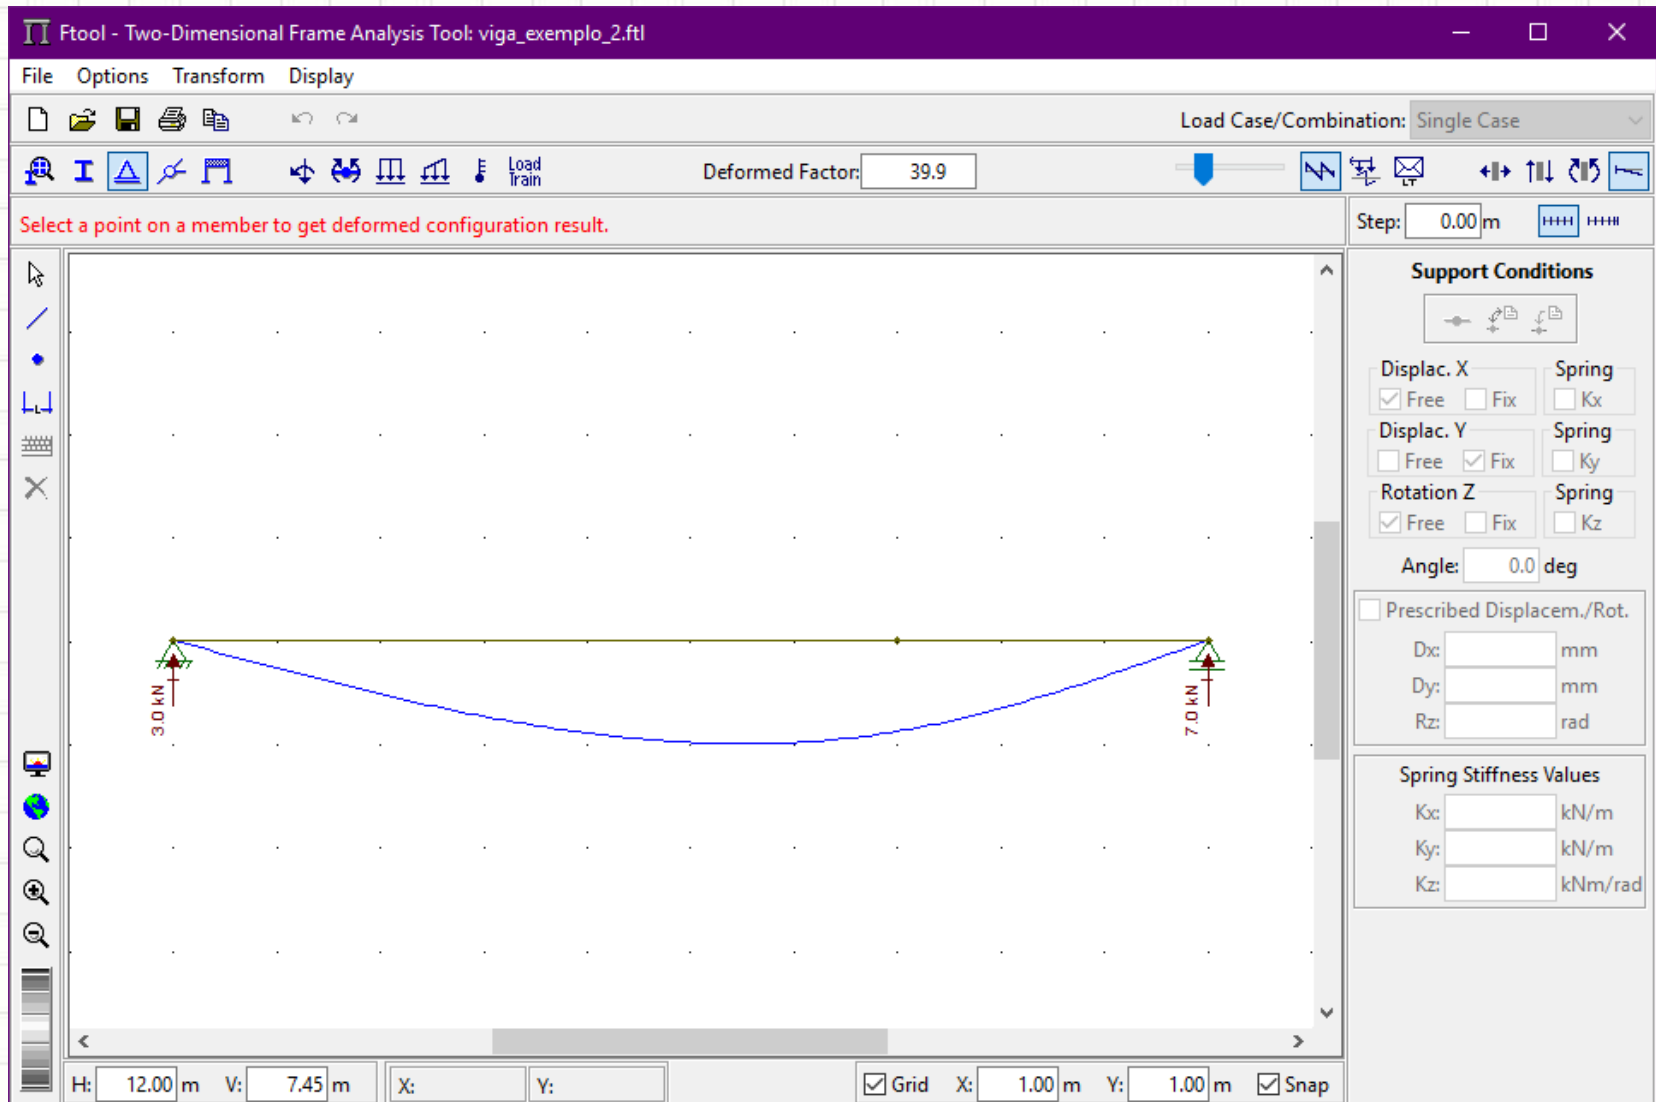 Ftool - Two-Dimensional Frame Analysis Tool: viga_exemplo_2.ftl
File Options Transform Display
Load Case/Combination: Single Case
Load Train
Deformed Factor: 39.9
Select a point on a member to get deformed configuration result.
Step: 0.00 m
Support Conditions
Displac. X Spring
Free Fix Kx
Displac. Y Spring
Free Fix Ky
Rotation Z Spring
Free Fix Kz
Angle: 0.0 deg
Prescribed Displacem./Rot.
Dx: mm
Dy: mm
Rz: rad
Spring Stiffness Values
Kx: kN/m
Ky: kN/m
Kz: kNm/rad
3.0 kN
7.0 kN
H: 12.00 m V: 7.45 m X: Y: Grid X: 1.00 m Y: 1.00 m Snap